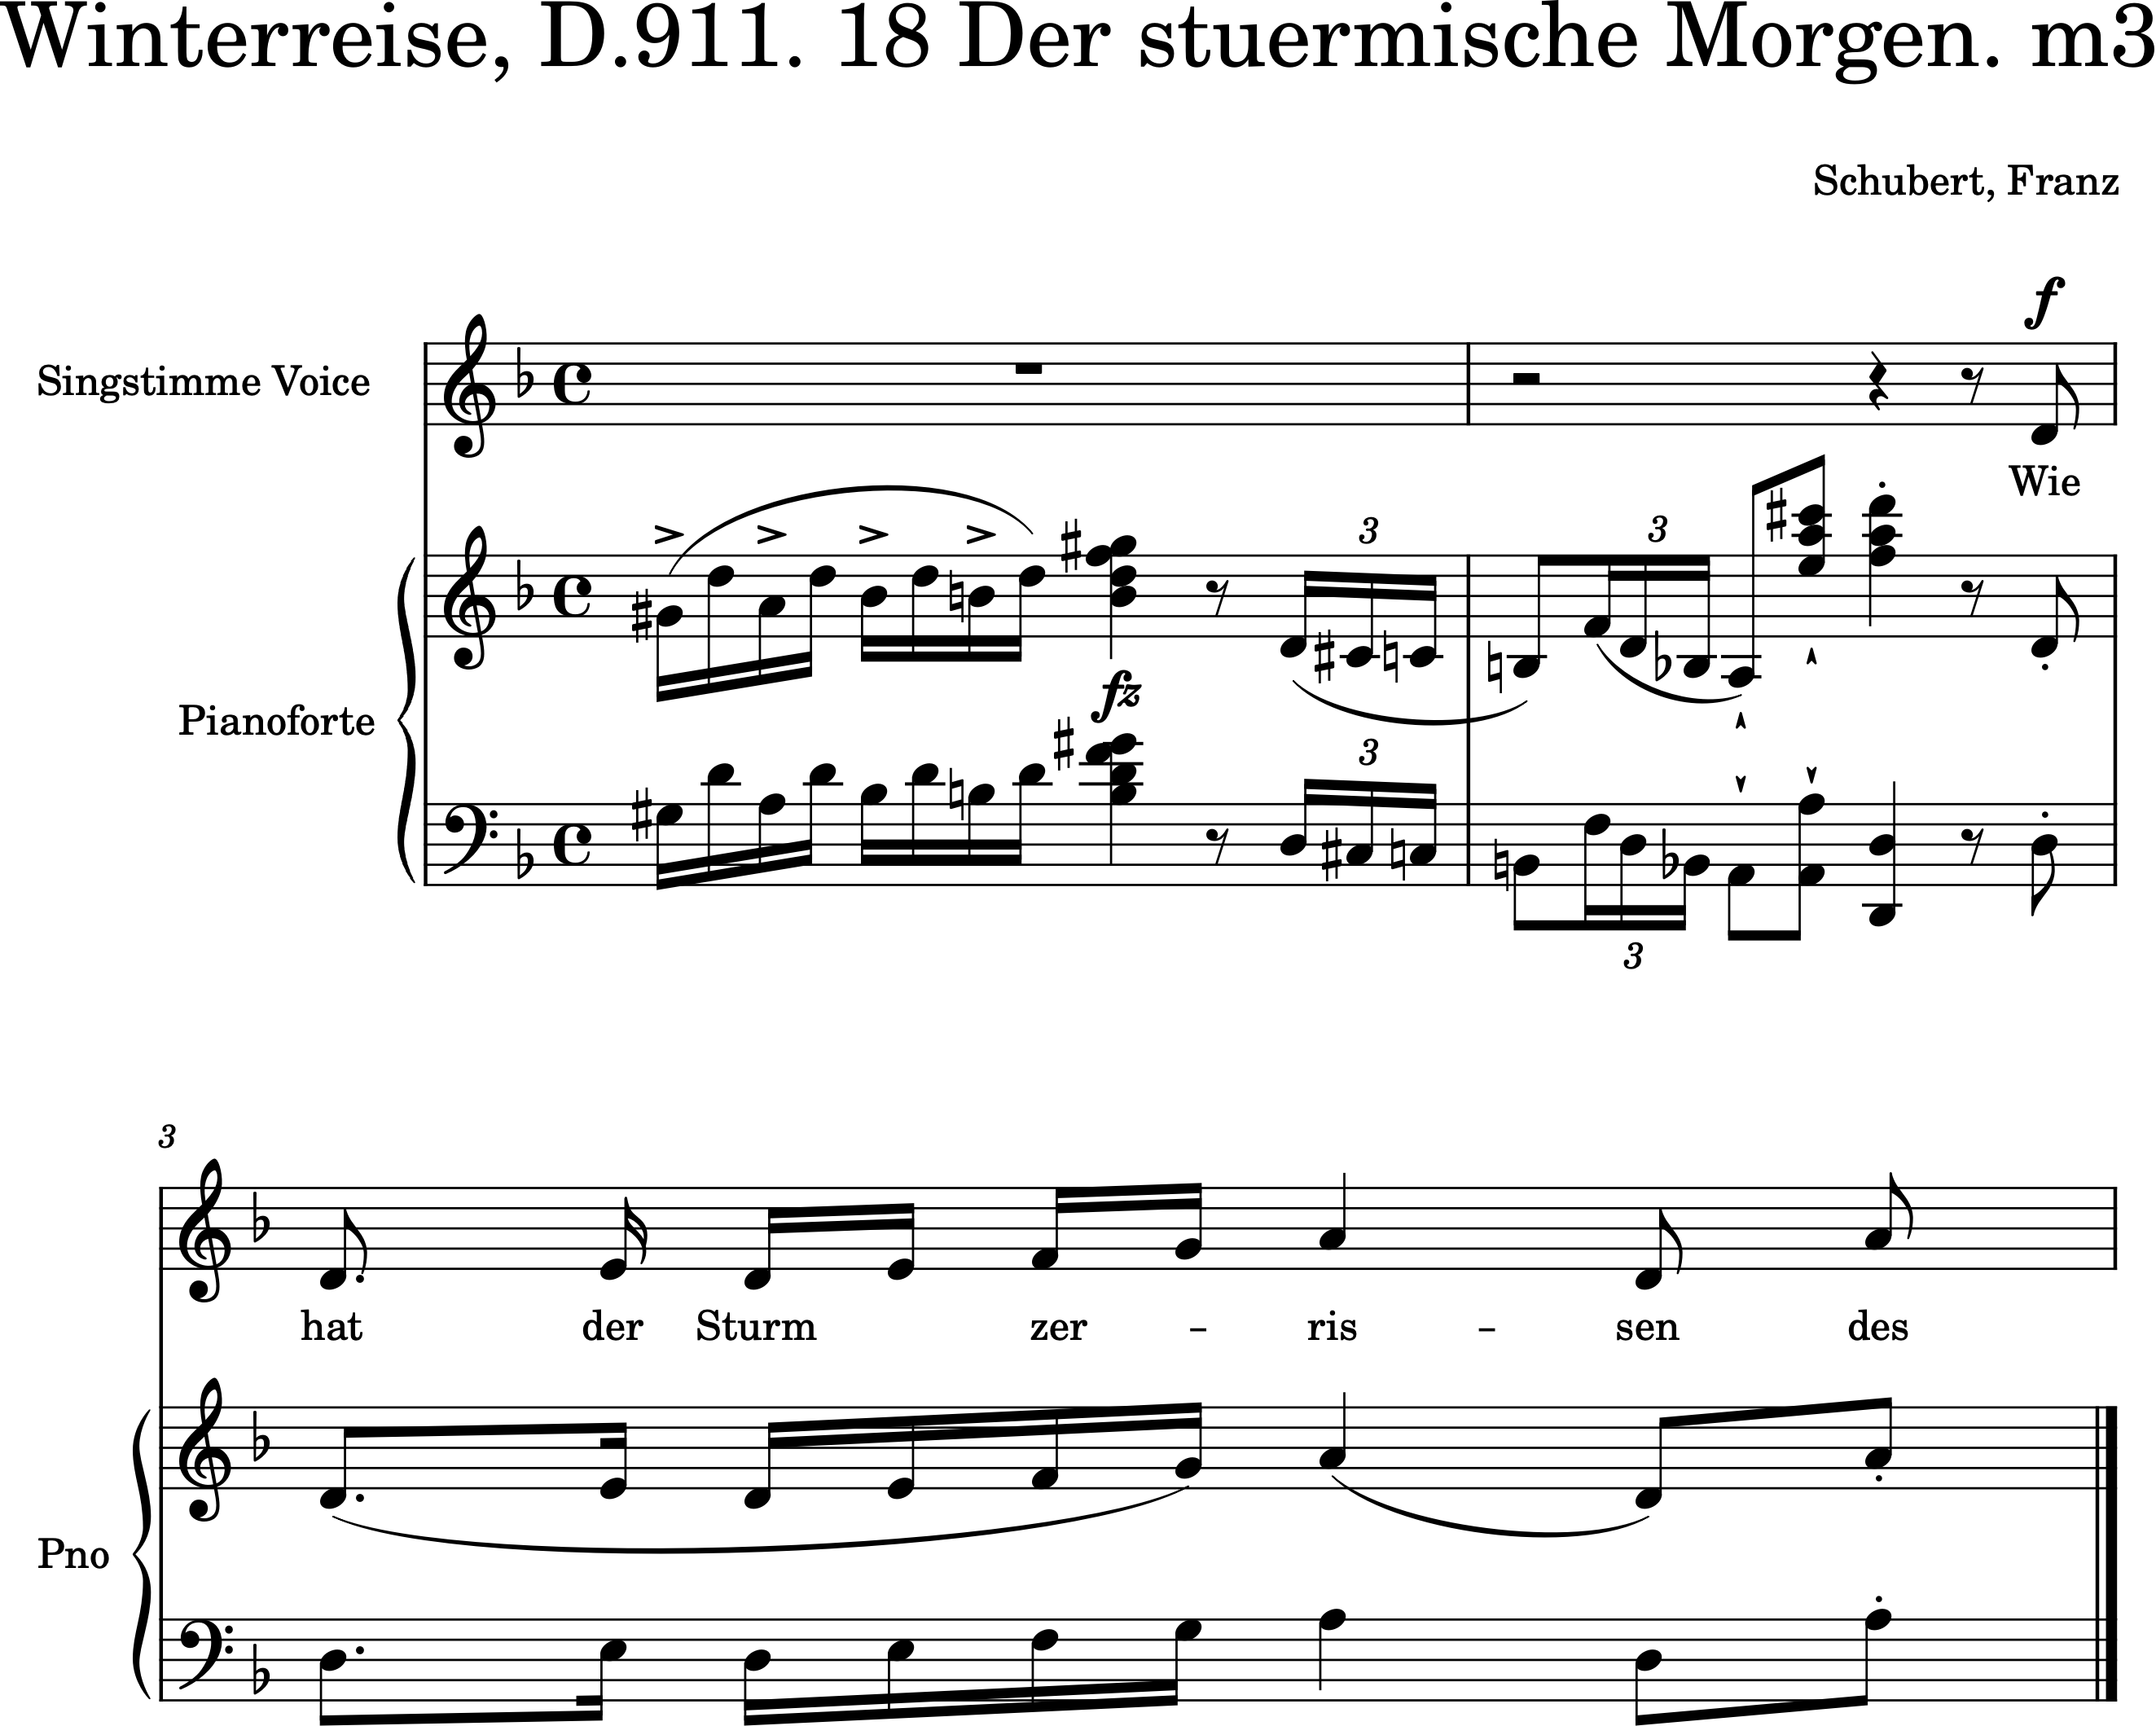 Winterreise, D.911. 18 Der stuermische Morgen. m3
Schubert, Franz
f
Singstimme Voice
Wie
3 3
Pianoforte
fz
3
3
3
hat der Sturm zer – ris – sen des
Pno